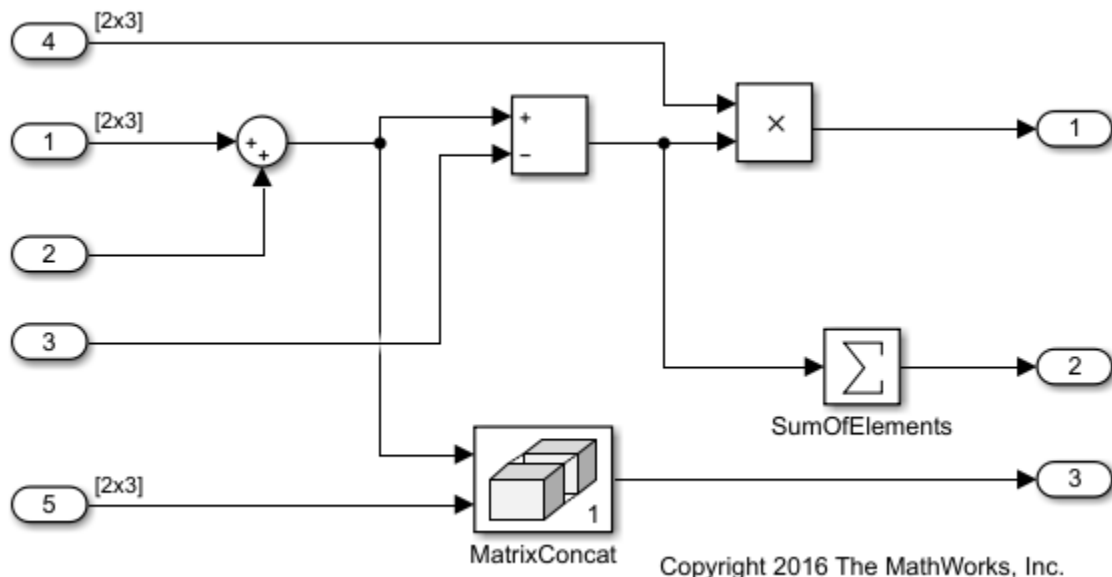 [2x3]
4
[2x3]
1
+
+
+
−
×
1
2
3
Σ
2
SumOfElements
[2x3]
5
1
3
MatrixConcat
Copyright 2016 The MathWorks, Inc.